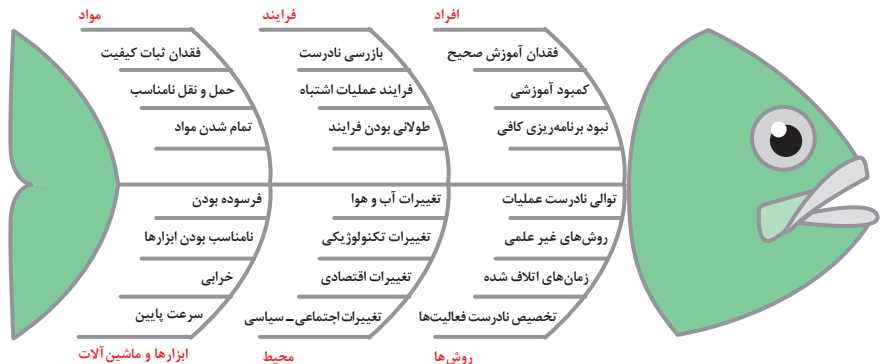 افراد
فقدان آموزش صحیح
کمبود آموزشی
نبود برنامه‌ریزی کافی
فرایند
بازرسی نادرست
فرایند عملیات اشتباه
طولانی بودن فرایند
مواد
فقدان ثبات کیفیت
حمل و نقل نامناسب
تمام شدن مواد
توالی نادرست عملیات
روش‌های غیر علمی
زمان‌های اتلاف شده
تخصیص نادرست فعالیت‌ها
روش‌ها
تغییرات آب و هوا
تغییرات تکنولوژیکی
تغییرات اقتصادی
تغییرات اجتماعی ـ سیاسی
محیط
فرسوده بودن
نامناسب بودن ابزارها
خرابی
سرعت پایین
ابزارها و ماشین‌آلات